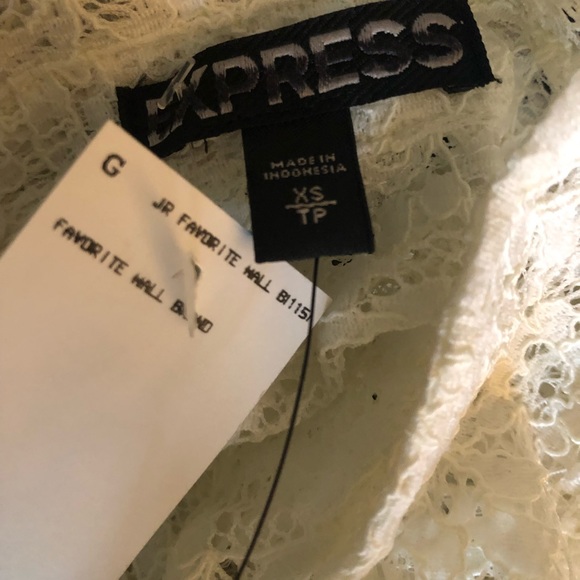 EXPRESS
MADE IN
INDONESIA
XS
TP
G
JR FAVORITE WALL
FAVORITE WALL